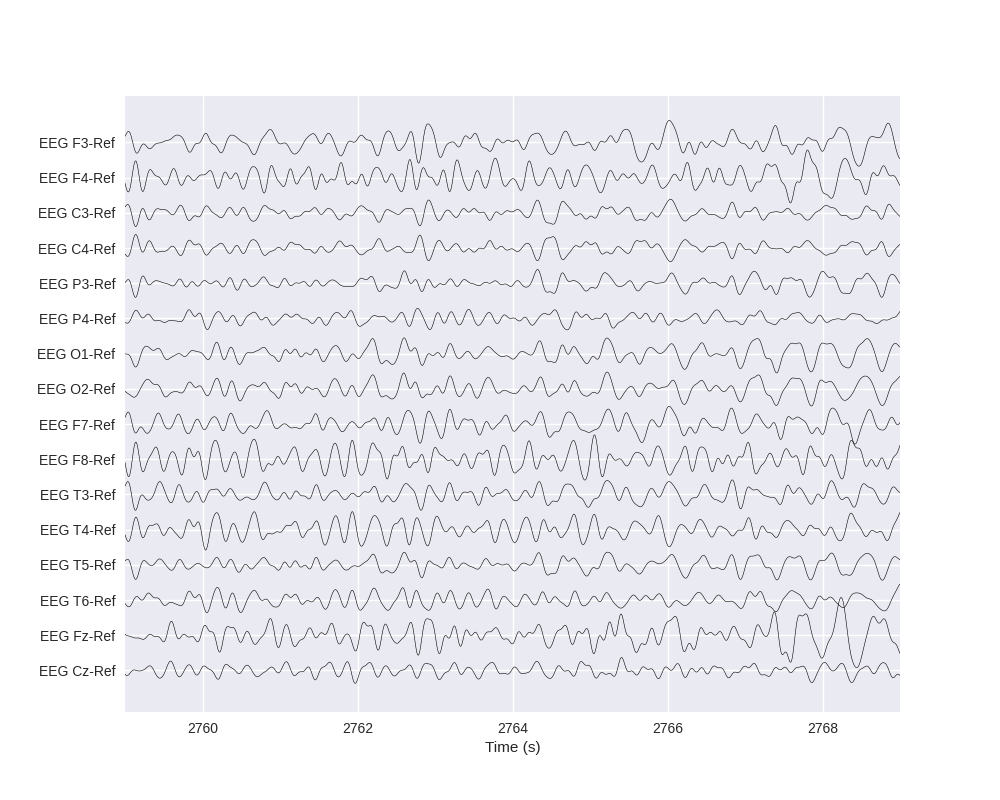 EEG F3-Ref
EEG F4-Ref
EEG C3-Ref
EEG C4-Ref
EEG P3-Ref
EEG P4-Ref
EEG O1-Ref
EEG O2-Ref
EEG F7-Ref
EEG F8-Ref
EEG T3-Ref
EEG T4-Ref
EEG T5-Ref
EEG T6-Ref
EEG Fz-Ref
EEG Cz-Ref
2760 2762 2764 2766 2768
Time (s)